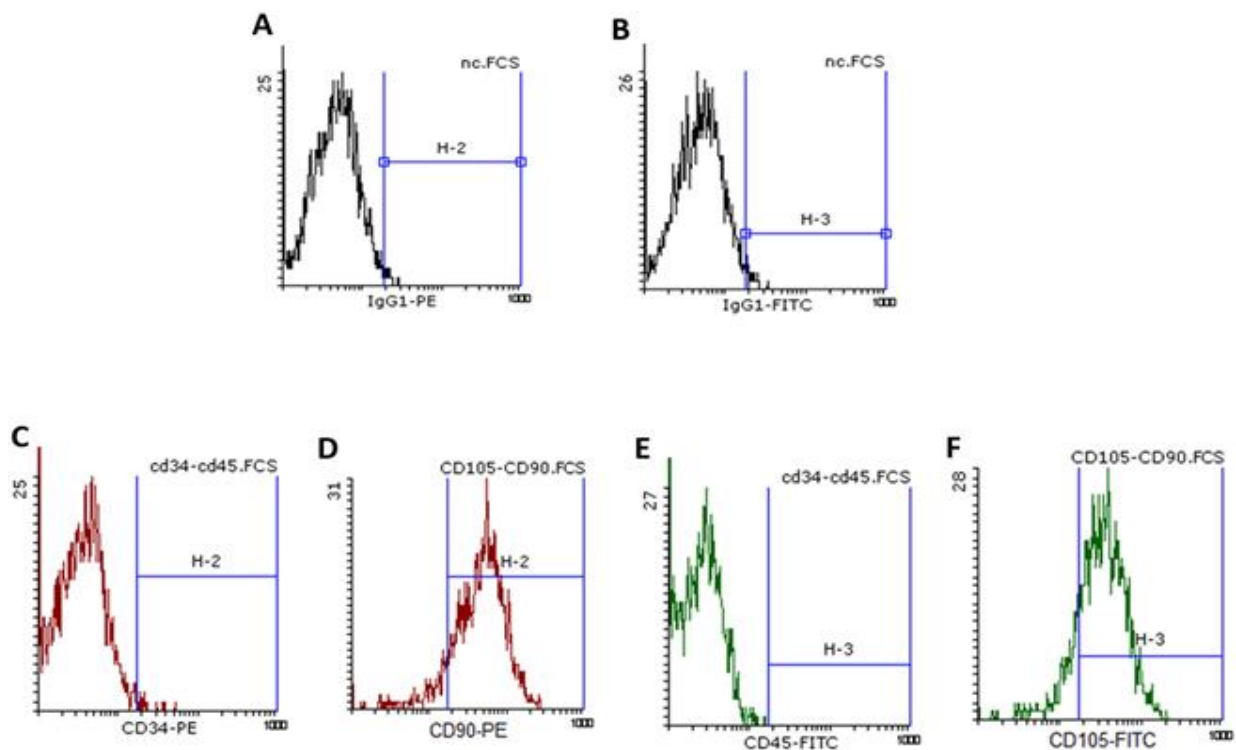 A
nc.FCS
25
H-2
1000
IgG1-PE
B
nc.FCS
26
H-3
1000
IgG1-FITC
C
cd34-cd45.FCS
25
H-2
1000
CD34-PE
D
CD105-CD90.FCS
31
H-2
1000
CD90-PE
E
cd34-cd45.FCS
27
H-3
1000
CD45-FITC
F
CD105-CD90.FCS
28
H-3
1000
CD105-FITC